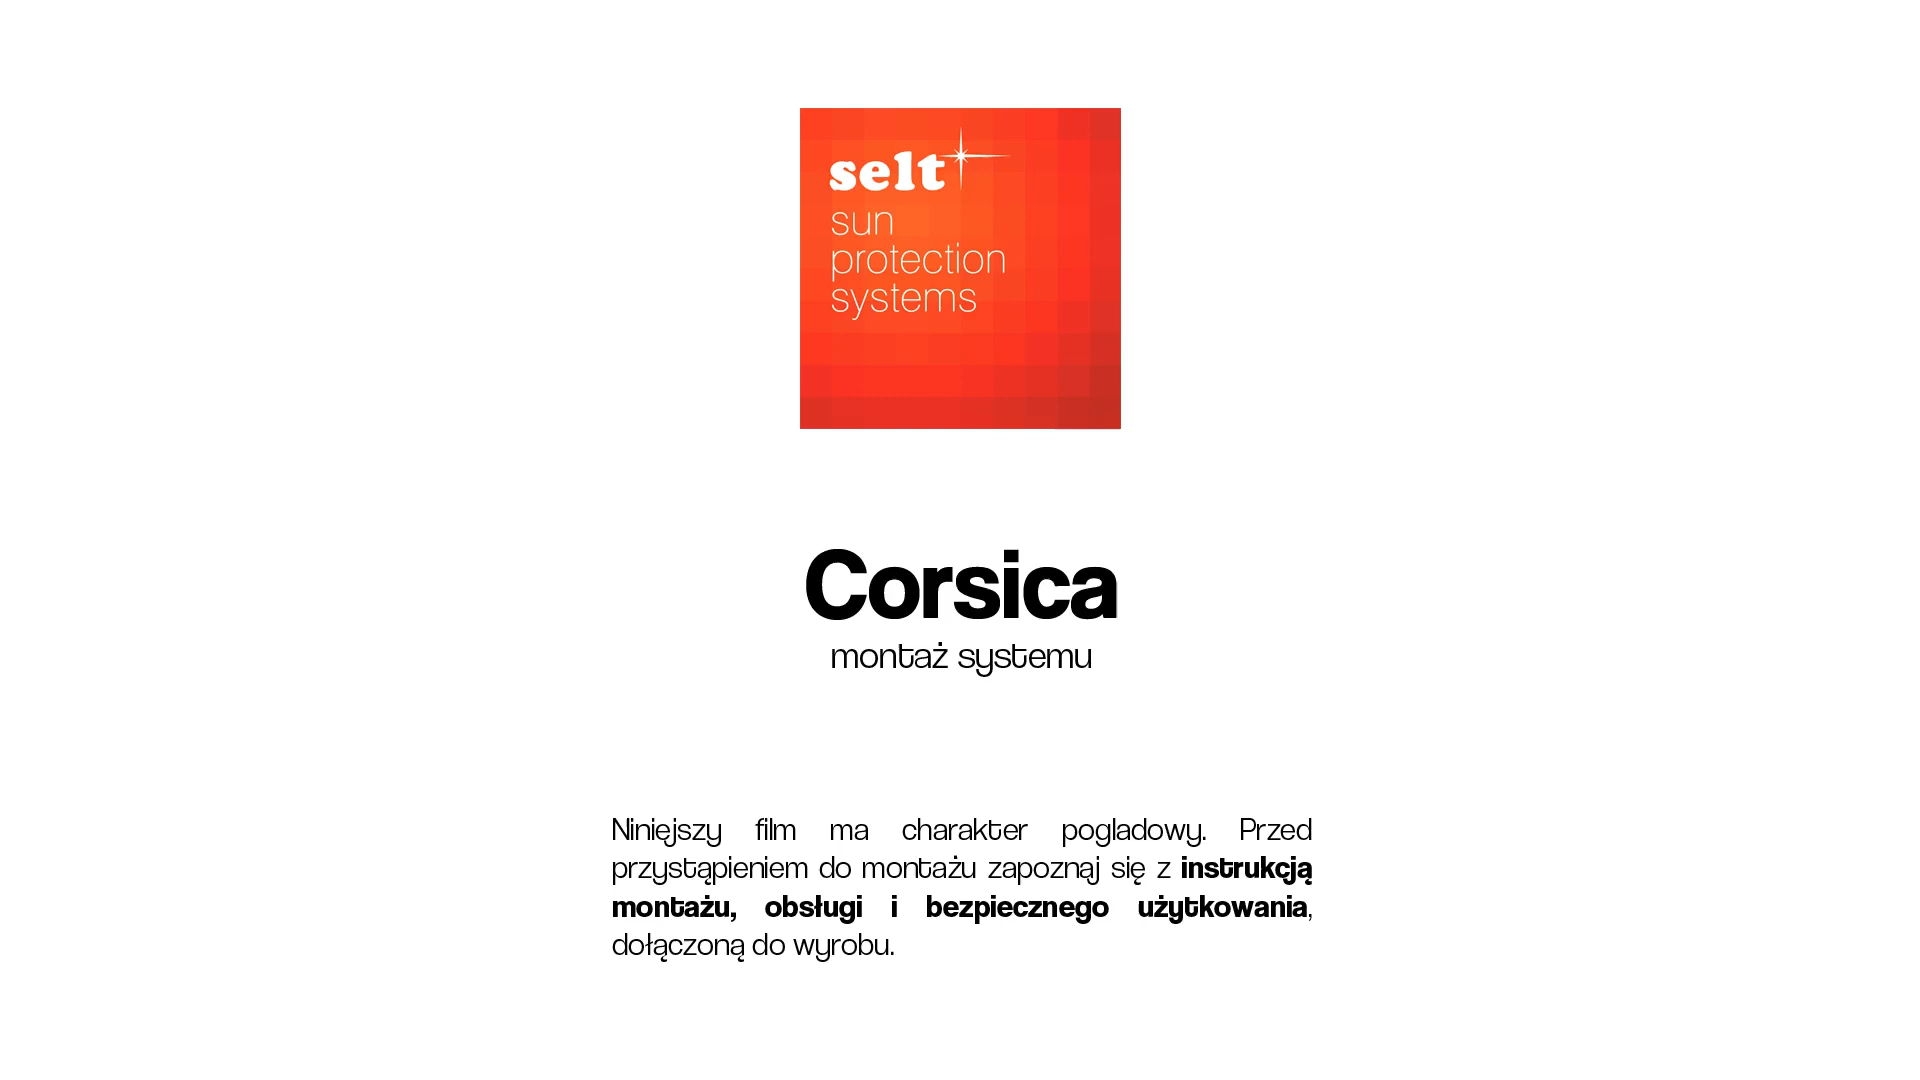 selt
sun
protection
systems
Corsica
montaż systemu
Niniejszy film ma charakter pogladowy. Przed
przystąpieniem do montażu zapoznaj się z instrukcją
montażu, obsługi i bezpiecznego użytkowania,
dołączoną do wyrobu.